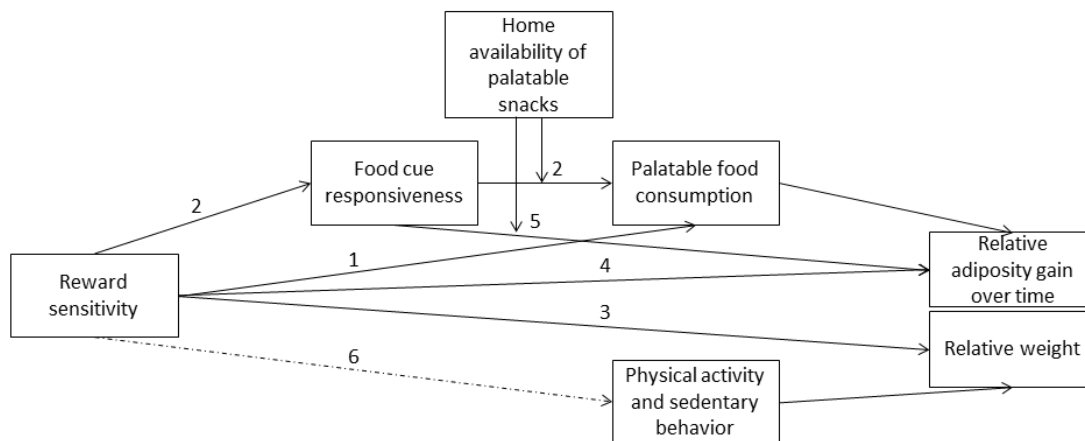 Home
availability of
palatable
snacks
Food cue
responsiveness
2
Palatable food
consumption
2
5
1
Reward
sensitivity
4
Relative
adiposity gain
over time
3
Relative weight
6
Physical activity
and sedentary
behavior